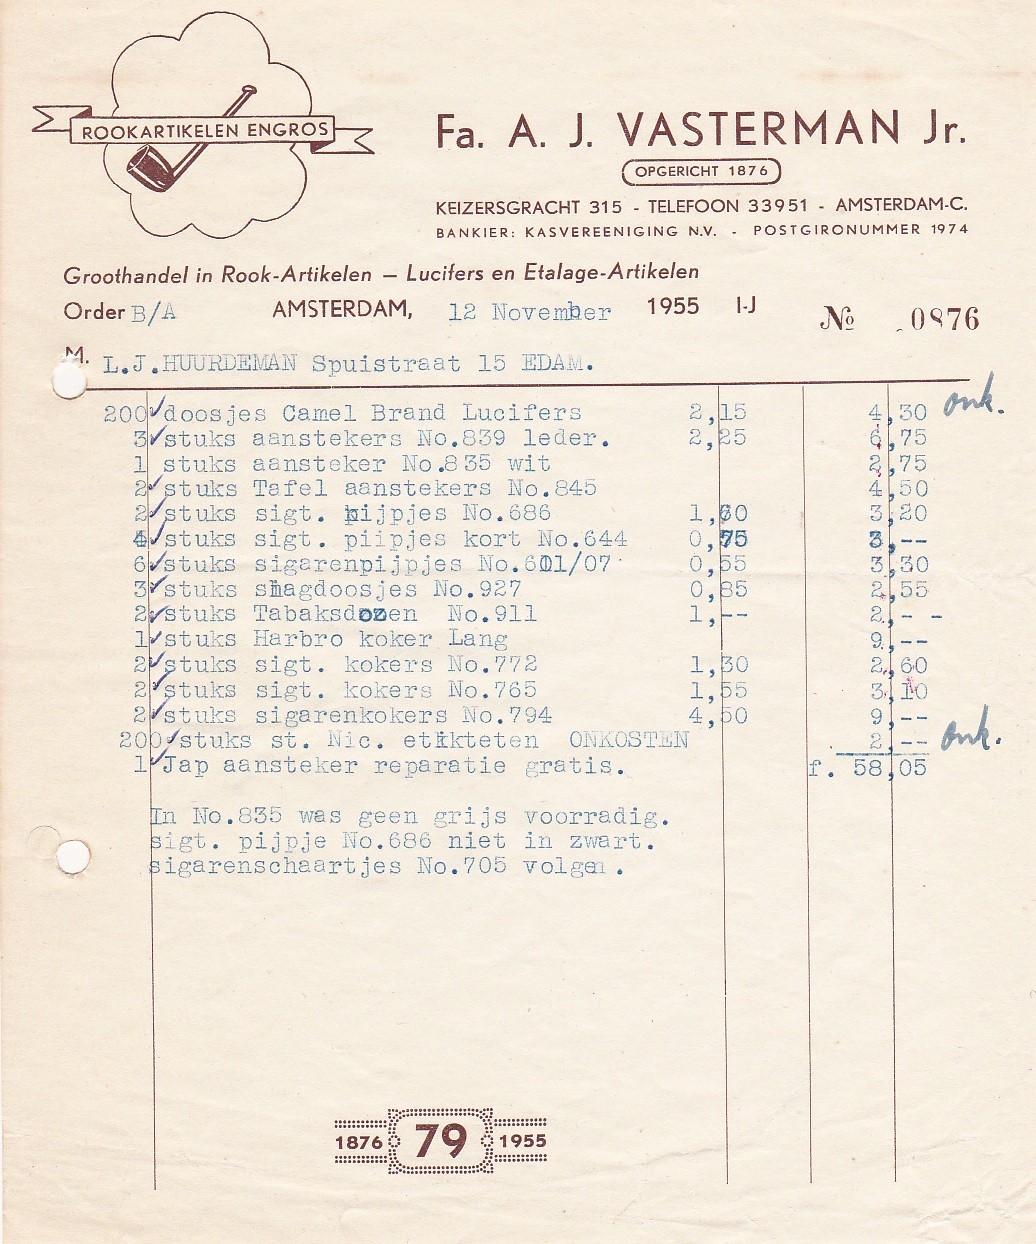 ROOKARTIKELEN ENGROS
Fa. A. J. VASTERMAN Jr.
OPGERICHT 1876
KEIZERSGRACHT 315 - TELEFOON 33951 - AMSTERDAM-C.
BANKIER: KASVEREENIGING N.V. - POSTGIRONUMMER 1974
Groothandel in Rook-Artikelen — Lucifers en Etalage-Artikelen
Order B/A AMSTERDAM, 12 November 1955 I-J № 0876
M. L.J.HUURDEMAN Spuistraat 15 EDAM.
200 doosjes Camel Brand Lucifers 2,15 4,30 onk.
3 stuks aanstekers No.839 leder. 2,25 6,75
1 stuks aansteker No.835 wit 2,75
2 stuks Tafel aanstekers No.845 4,50
2 stuks sigt. pijpjes No.686 1,60 3,20
4 stuks sigt. piipjes kort No.644 0,75 3,--
6 stuks sigarenpijpjes No.601/07 0,55 3,30
3 stuks shagdoosjes No.927 0,85 2,55
2 stuks Tabaksdozen No.911 1,-- 2,- -
1 stuks Harbro koker Lang 9,--
2 stuks sigt. kokers No.772 1,30 2,60
2 stuks sigt. kokers No.765 1,55 3,10
2 stuks sigarenkokers No.794 4,50 9,--
200 stuks st. Nic. etikteten ONKOSTEN 2,-- onk.
1 Jap aansteker reparatie gratis. f. 58,05
In No.835 was geen grijs voorradig.
sigt. pijpje No.686 niet in zwart.
sigarenschaartjes No.705 volgen.
1876 79 1955